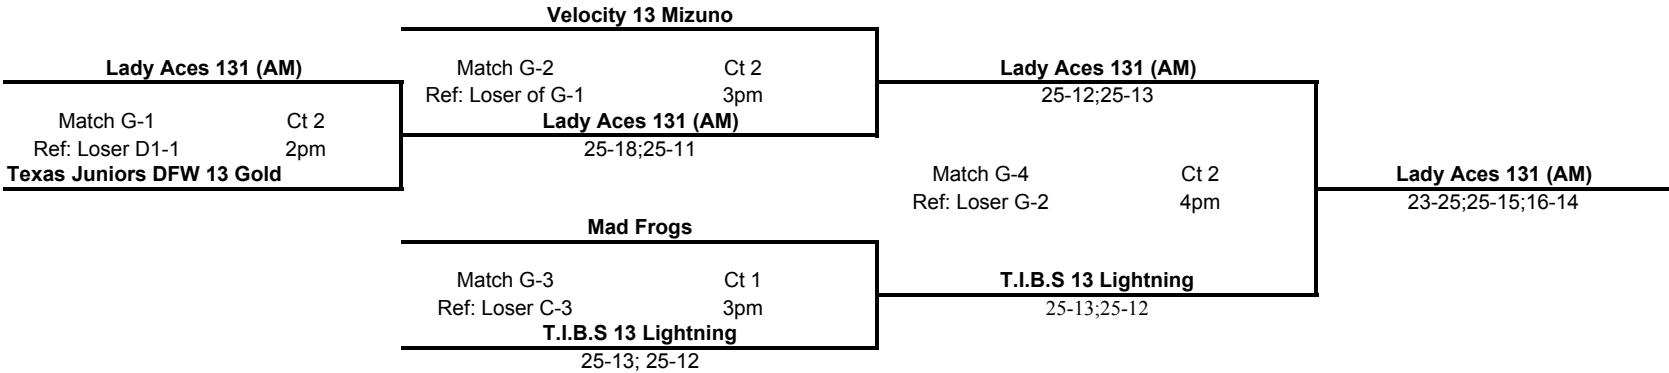 Velocity 13 Mizuno
Lady Aces 131 (AM) Match G-2 Ct 2 Lady Aces 131 (AM)
Ref: Loser of G-1 3pm 25-12;25-13
Match G-1 Ct 2 Lady Aces 131 (AM)
Ref: Loser D1-1 2pm 25-18;25-11
Texas Juniors DFW 13 Gold Match G-4 Ct 2 Lady Aces 131 (AM)
Ref: Loser G-2 4pm 23-25;25-15;16-14
Mad Frogs
Match G-3 Ct 1 T.I.B.S 13 Lightning
Ref: Loser C-3 3pm 25-13;25-12
T.I.B.S 13 Lightning
25-13; 25-12